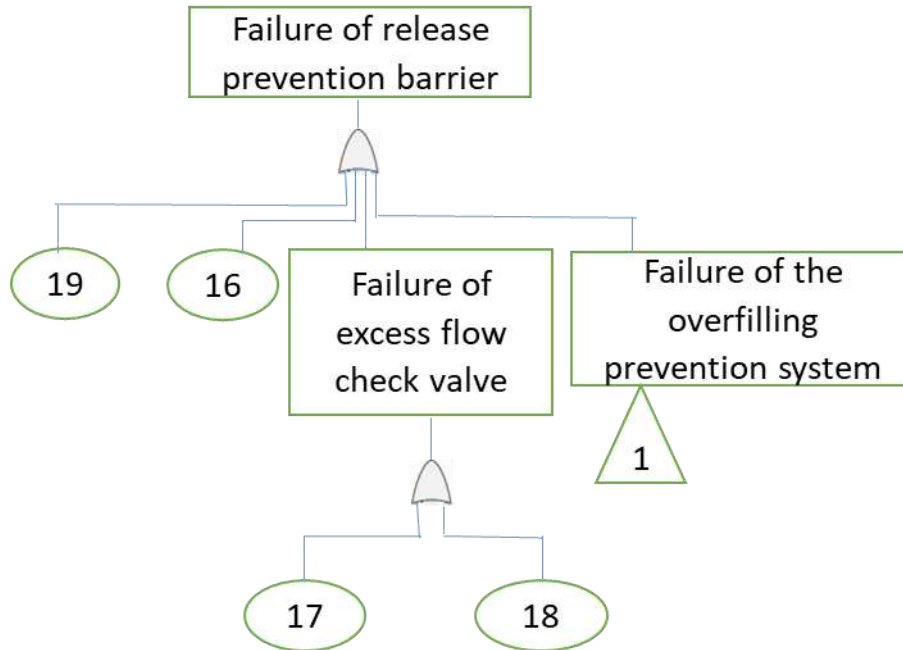 Failure of release
prevention barrier
19
16
Failure of
excess flow
check valve
Failure of the
overfilling
prevention system
1
17
18